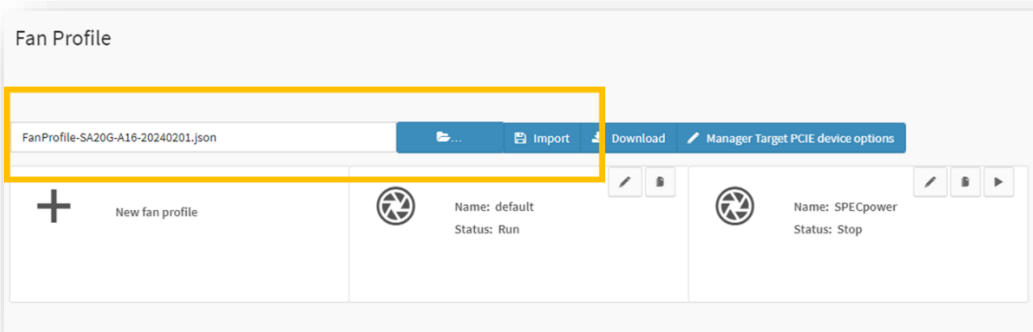 Fan Profile
FanProfile-SA20G-A16-20240201.json
...
Import
Download
Manager Target PCIE device options
New fan profile
Name: default
Status: Run
Name: SPECpower
Status: Stop